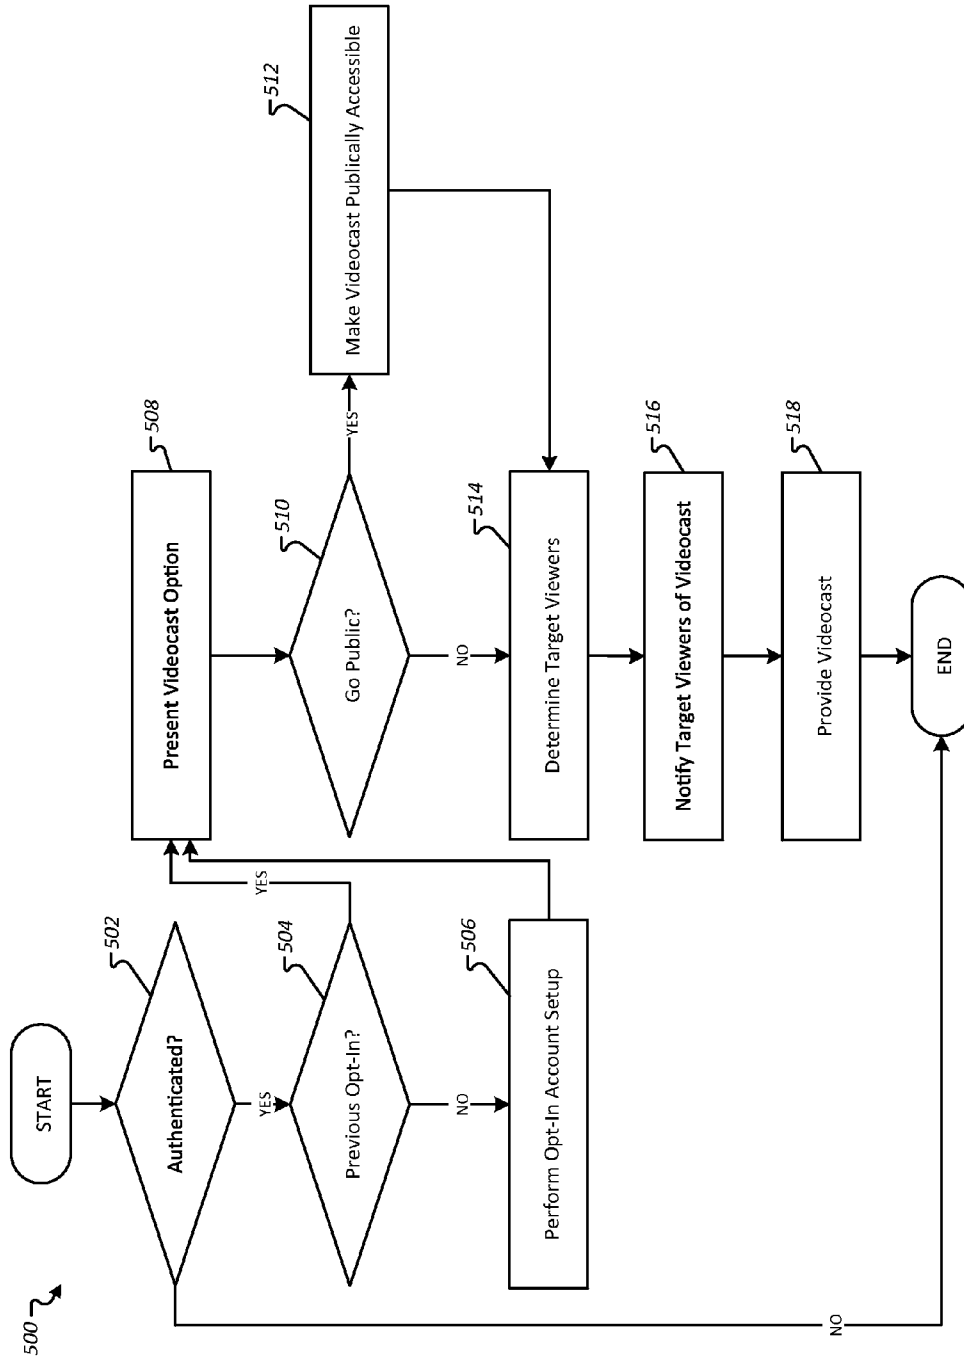 500
START
502
Authenticated?
YES
NO
504
Previous Opt-In?
YES
NO
506
Perform Opt-In Account Setup
508
Present Videocast Option
510
Go Public?
YES
NO
512
Make Videocast Publically Accessible
514
Determine Target Viewers
516
Notify Target Viewers of Videocast
518
Provide Videocast
END